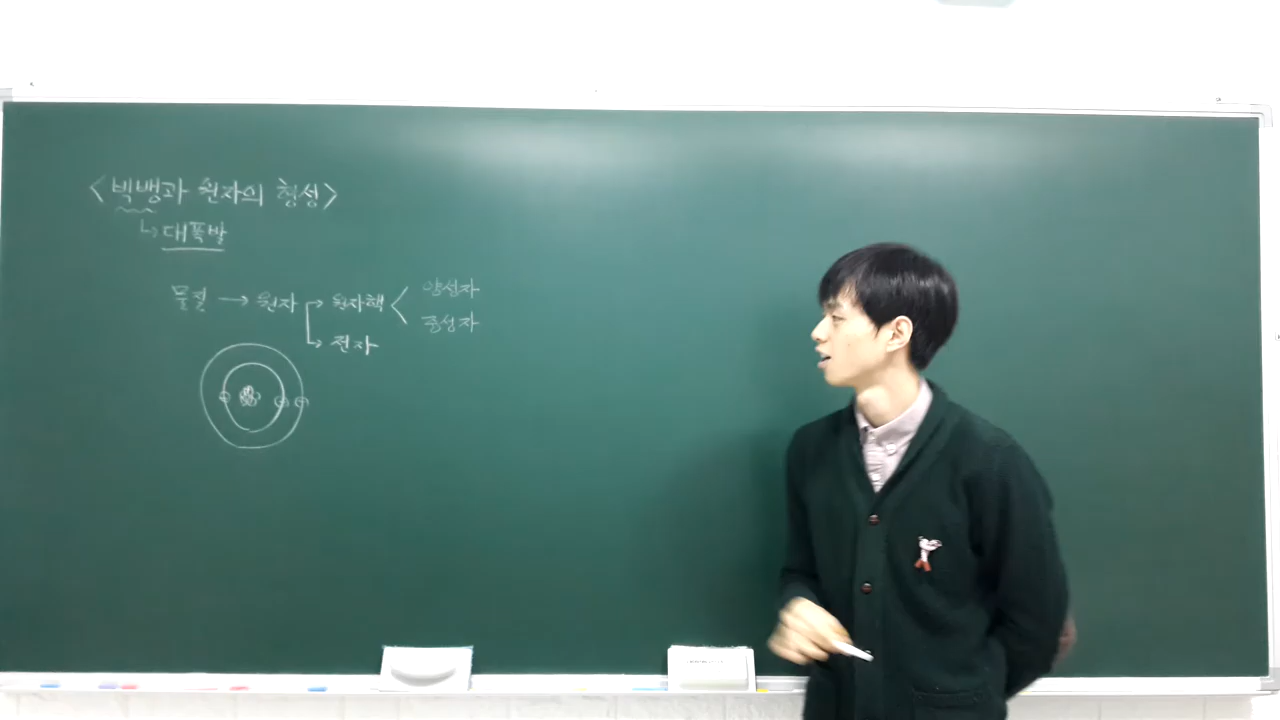 <빅뱅과 원자의 형성>
↳ 대폭발
물질 → 원자 → 원자핵 < 양성자
중성자
↳ 전자